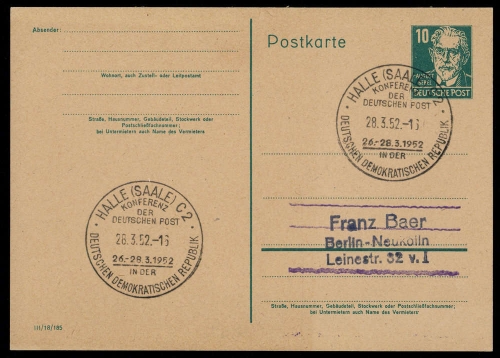 Absender:
Wohnort, auch Zustell- oder Leitpostamt
Straße, Hausnummer, Gebäudeteil, Stockwerk oder
Postschließfachnummer;
bei Untermietern auch Name des Vermieters
Postkarte
10
DEUTSCHE POST
HALLE (SAALE)
KONFERENZ
DER
DEUTSCHEN POST
28.3.52.-16
26.-28.3.1952
IN DER
DEUTSCHEN DEMOKRATISCHEN REPUBLIK
HALLE (SAALE) C2
KONFERENZ
DER
DEUTSCHEN POST
28.3.52.-16
26.-28.3.1952
IN DER
DEUTSCHEN DEMOKRATISCHEN REPUBLIK
Franz Baer
Berlin-Neukölln
Leinestr. 32 v. I
Straße, Hausnummer, Gebäudeteil, Stockwerk oder Postschließfachnummer;
bei Untermietern auch Name des Vermieters
III/18/185